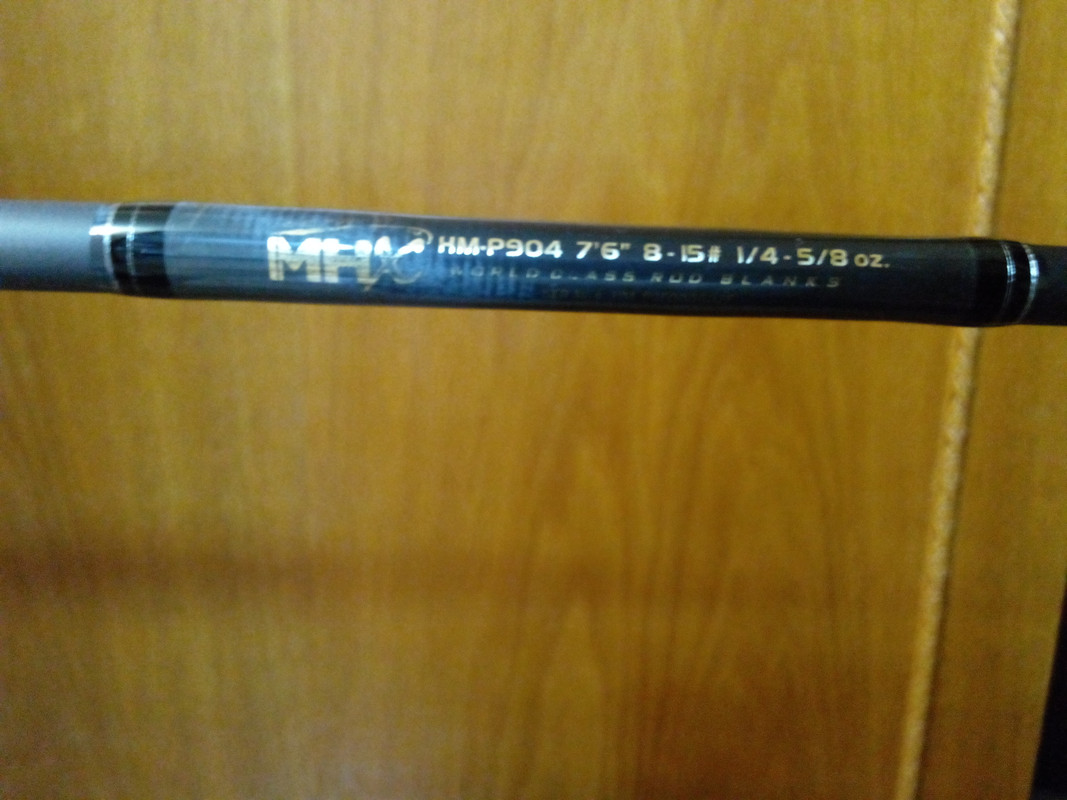 MHX HM-P904 7'6" 8-15# 1/4-5/8 oz.
WORLD CLASS ROD BLANKS